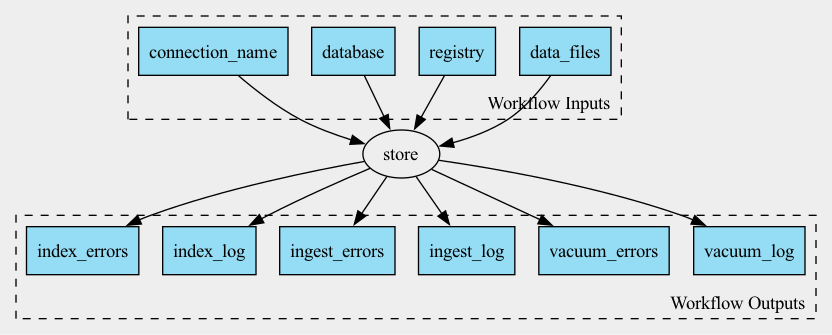 connection_name database registry data_files
Workflow Inputs
store
index_errors index_log ingest_errors ingest_log vacuum_errors vacuum_log
Workflow Outputs